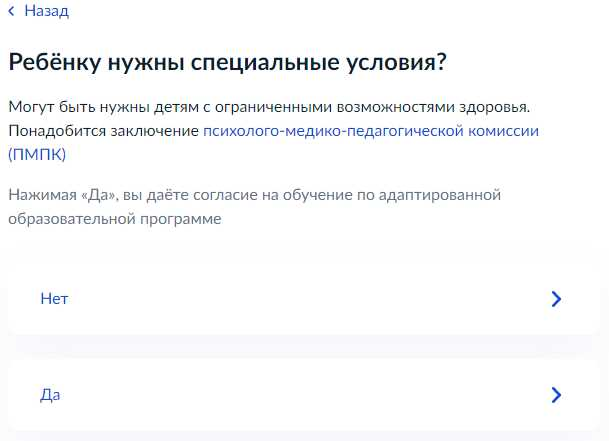 Назад
Ребёнку нужны специальные условия?
Могут быть нужны детям с ограниченными возможностями здоровья.
Понадобится заключение психолого-медико-педагогической комиссии
(ПМПК)
Нажимая «Да», вы даёте согласие на обучение по адаптированной
образовательной программе
Нет
Да